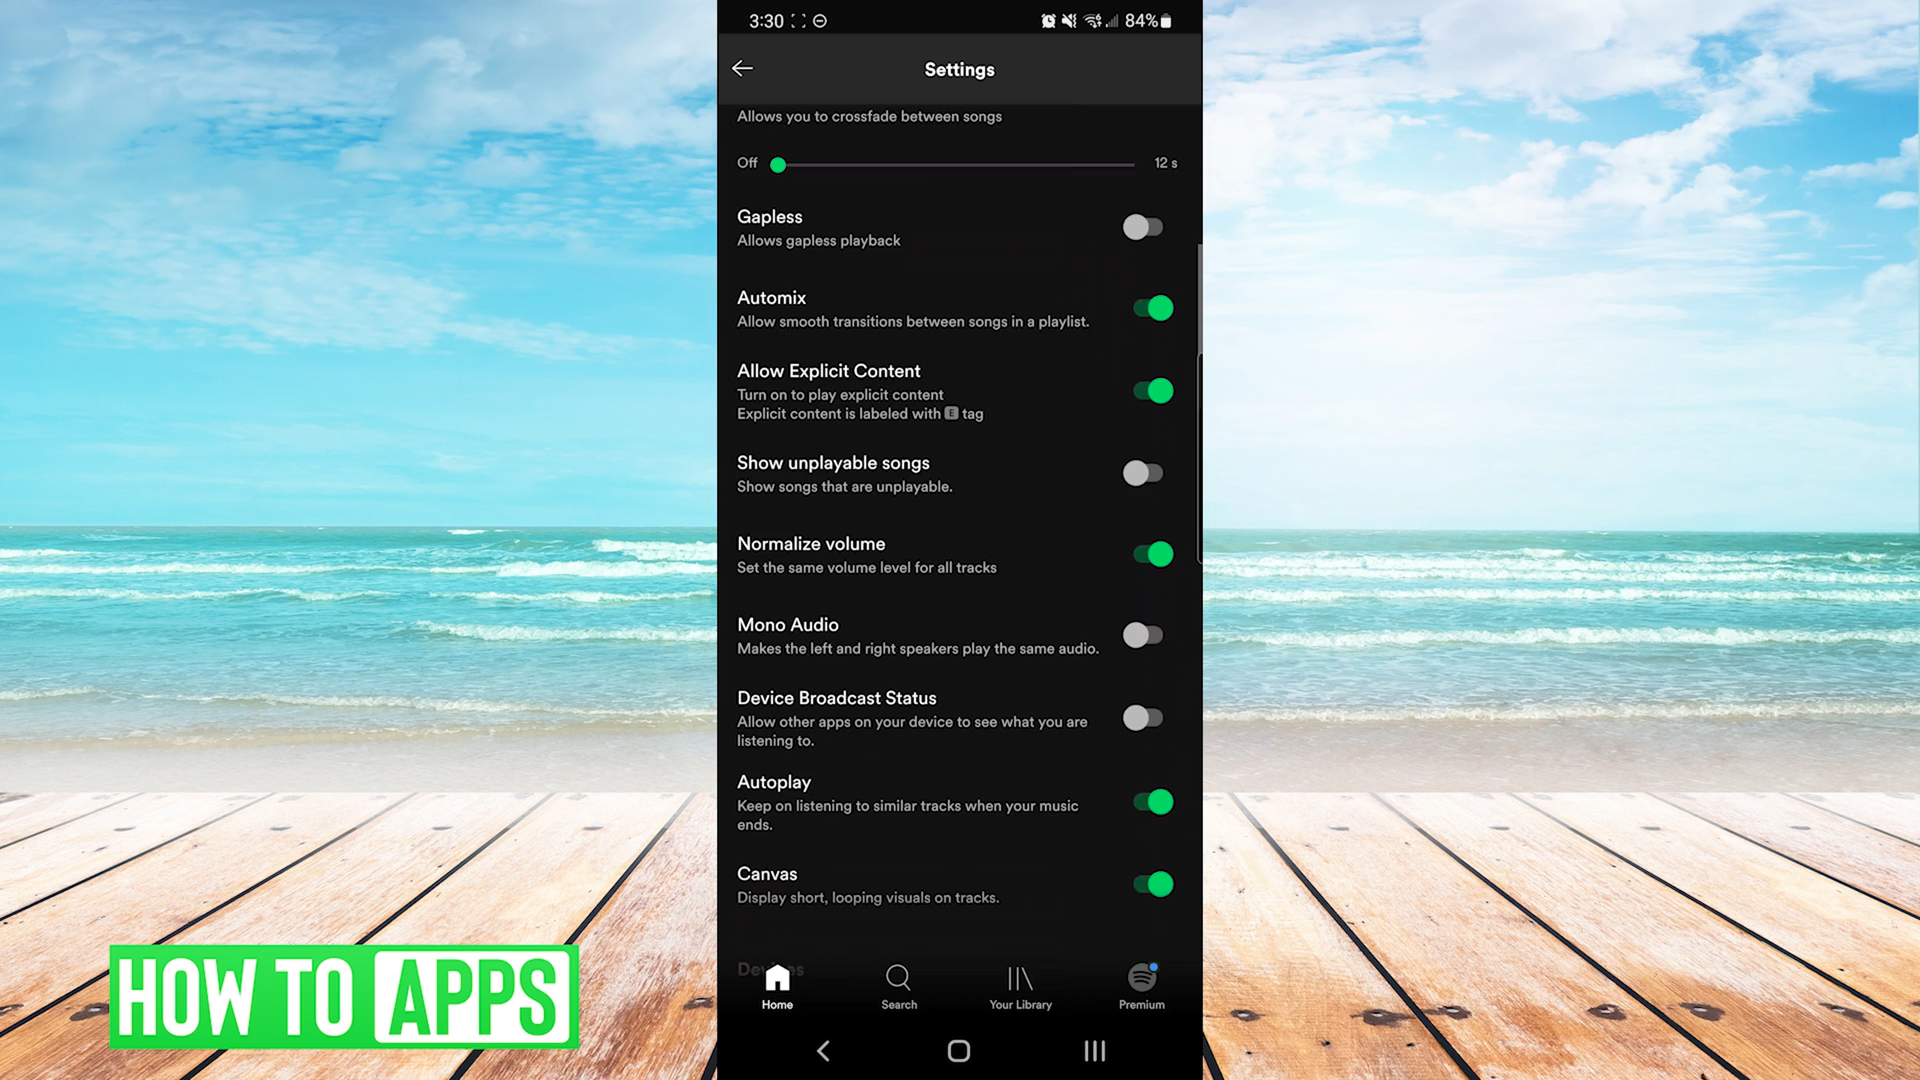 3:30
84%
Settings
Allows you to crossfade between songs
Off
12 s
Gapless
Allows gapless playback
Automix
Allow smooth transitions between songs in a playlist.
Allow Explicit Content
Turn on to play explicit content
Explicit content is labeled with E tag
Show unplayable songs
Show songs that are unplayable.
Normalize volume
Set the same volume level for all tracks
Mono Audio
Makes the left and right speakers play the same audio.
Device Broadcast Status
Allow other apps on your device to see what you are
listening to.
Autoplay
Keep on listening to similar tracks when your music
ends.
Canvas
Display short, looping visuals on tracks.
Devices
Home
Search
Your Library
Premium
HOW TO APPS